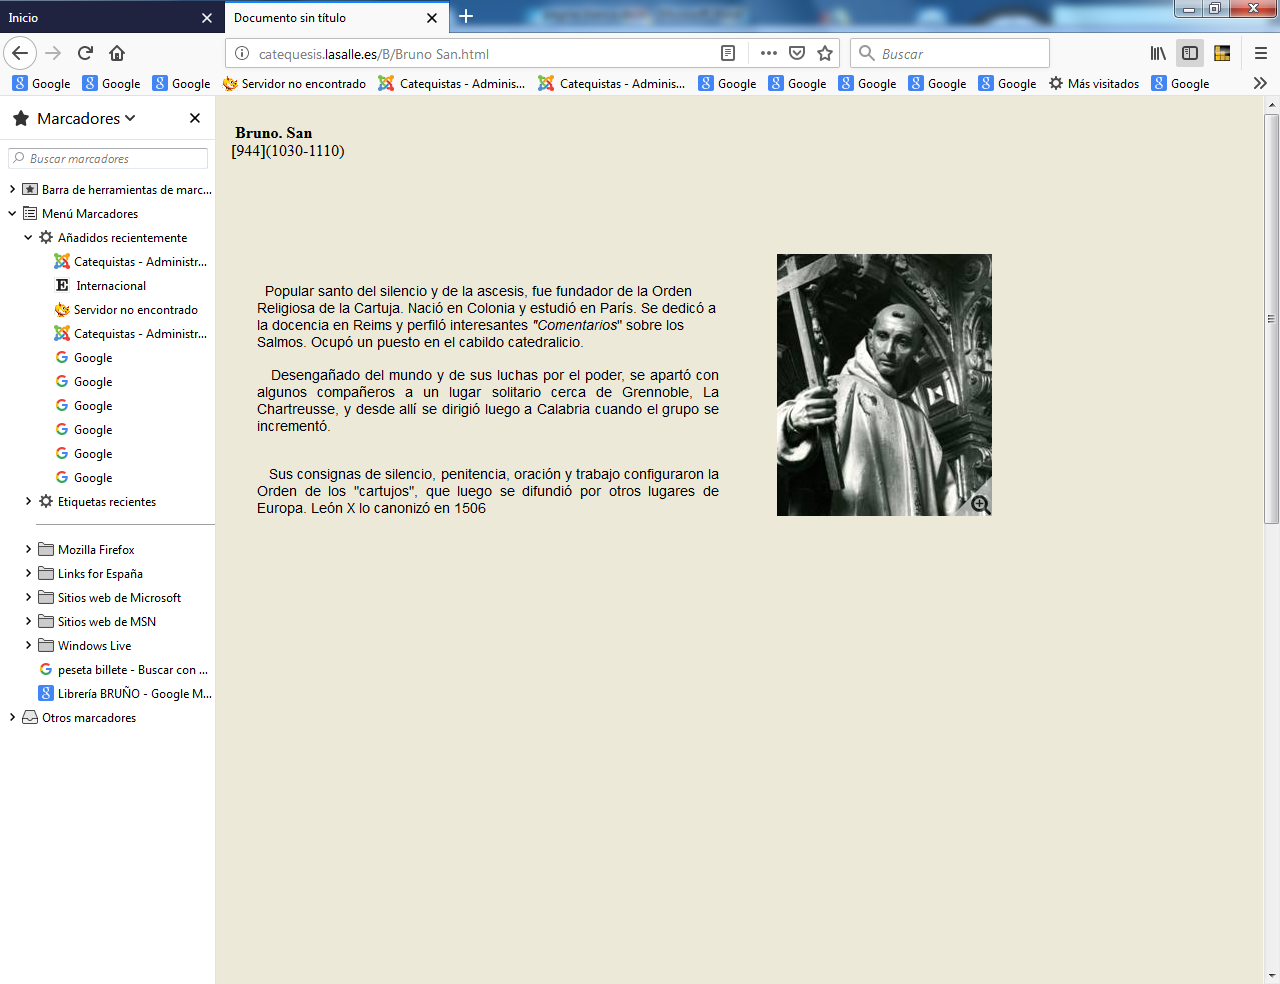 Inicio
Documento sin título
catequesis.lasalle.es/B/Bruno San.html
Buscar
Google
Google
Google
Servidor no encontrado
Catequistas - Adminis...
Catequistas - Adminis...
Google
Google
Google
Google
Google
Más visitados
Google
Marcadores
Buscar marcadores
Barra de herramientas de marc...
Menú Marcadores
Añadidos recientemente
Catequistas - Administr...
E Internacional
Servidor no encontrado
Catequistas - Administr...
Google
Google
Google
Google
Google
Google
Etiquetas recientes
Mozilla Firefox
Links for España
Sitios web de Microsoft
Sitios web de MSN
Windows Live
peseta billete - Buscar con ...
Librería BRUÑO - Google M...
Otros marcadores
Bruno. San
[944](1030-1110)
Popular santo del silencio y de la ascesis, fue fundador de la Orden
Religiosa de la Cartuja. Nació en Colonia y estudió en París. Se dedicó a
la docencia en Reims y perfiló interesantes "Comentarios" sobre los
Salmos. Ocupó un puesto en el cabildo catedralicio.
Desengañado del mundo y de sus luchas por el poder, se apartó con
algunos compañeros a un lugar solitario cerca de Grennoble, La
Chartreusse, y desde allí se dirigió luego a Calabria cuando el grupo se
incrementó.
Sus consignas de silencio, penitencia, oración y trabajo configuraron la
Orden de los "cartujos", que luego se difundió por otros lugares de
Europa. León X lo canonizó en 1506